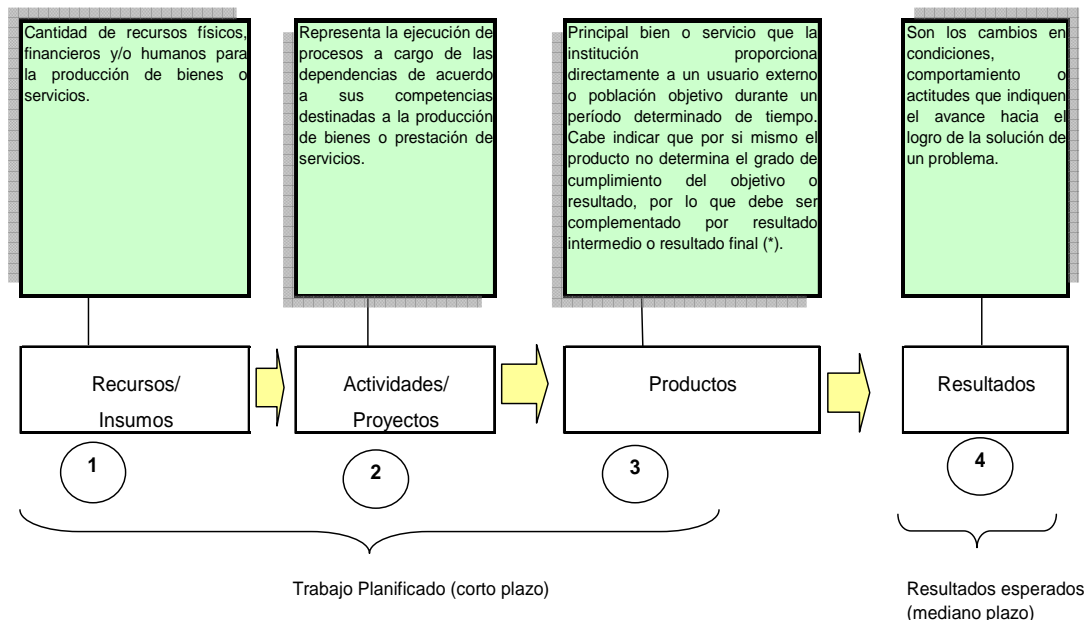 Cantidad de recursos físicos,
financieros y/o humanos para
la producción de bienes o
servicios.
Representa la ejecución de
procesos a cargo de las
dependencias de acuerdo
a sus competencias
destinadas a la producción
de bienes o prestación de
servicios.
Principal bien o servicio que la
institución proporciona
directamente a un usuario externo
o población objetivo durante un
período determinado de tiempo.
Cabe indicar que por si mismo el
producto no determina el grado de
cumplimiento del objetivo o
resultado, por lo que debe ser
complementado por resultado
intermedio o resultado final (*).
Son los cambios en
condiciones,
comportamiento o
actitudes que indiquen
el avance hacia el
logro de la solución de
un problema.
Recursos/
Insumos
Actividades/
Proyectos
Productos
Resultados
1
2
3
4
Trabajo Planificado (corto plazo)
Resultados esperados
(mediano plazo)